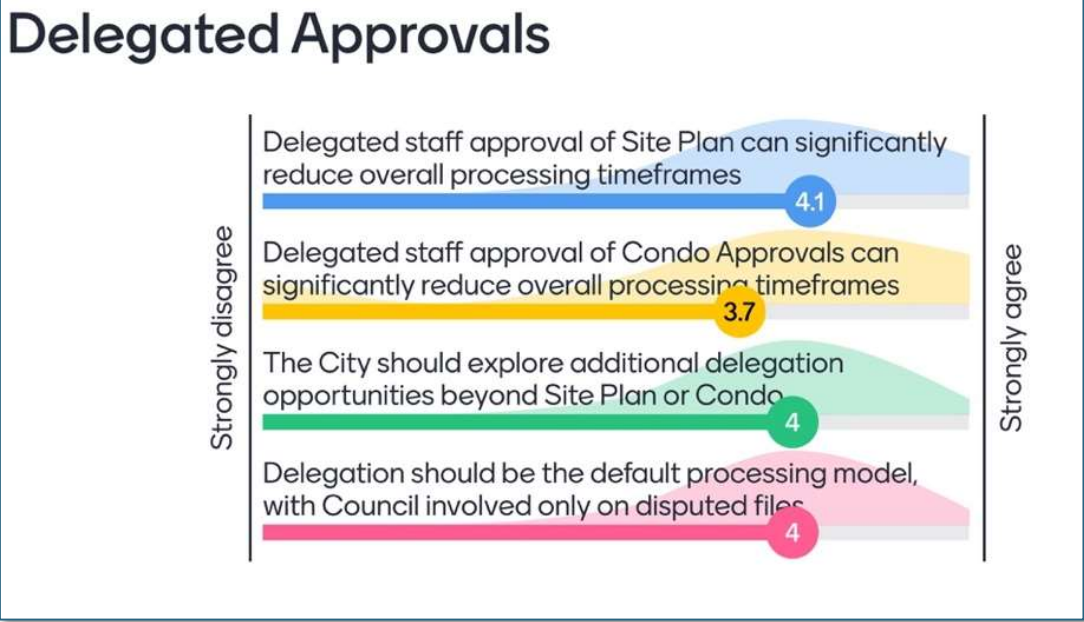 Delegated Approvals
Strongly disagree
Delegated staff approval of Site Plan can significantly
reduce overall processing timeframes
4.1
Delegated staff approval of Condo Approvals can
significantly reduce overall processing timeframes
3.7
The City should explore additional delegation
opportunities beyond Site Plan or Condo
4
Delegation should be the default processing model,
with Council involved only on disputed files
4
Strongly agree